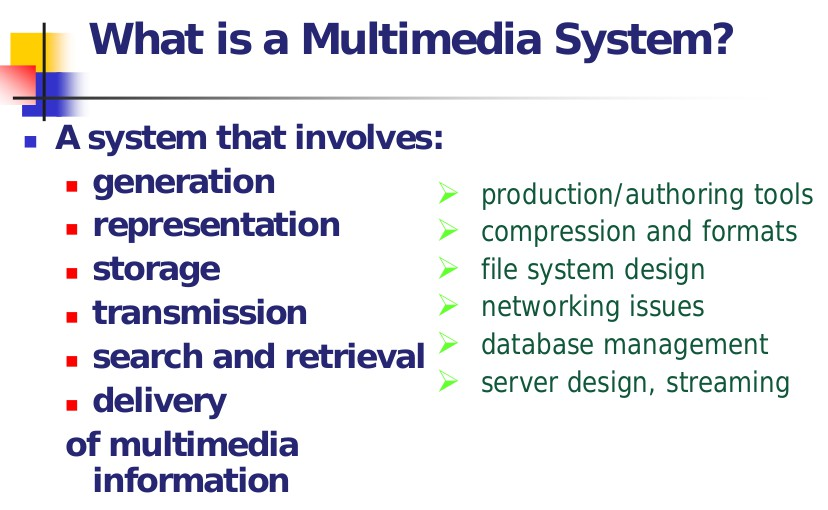 What is a Multimedia System?
A system that involves:
generation
representation
storage
transmission
search and retrieval
delivery
of multimedia
information
production/authoring tools
compression and formats
file system design
networking issues
database management
server design, streaming